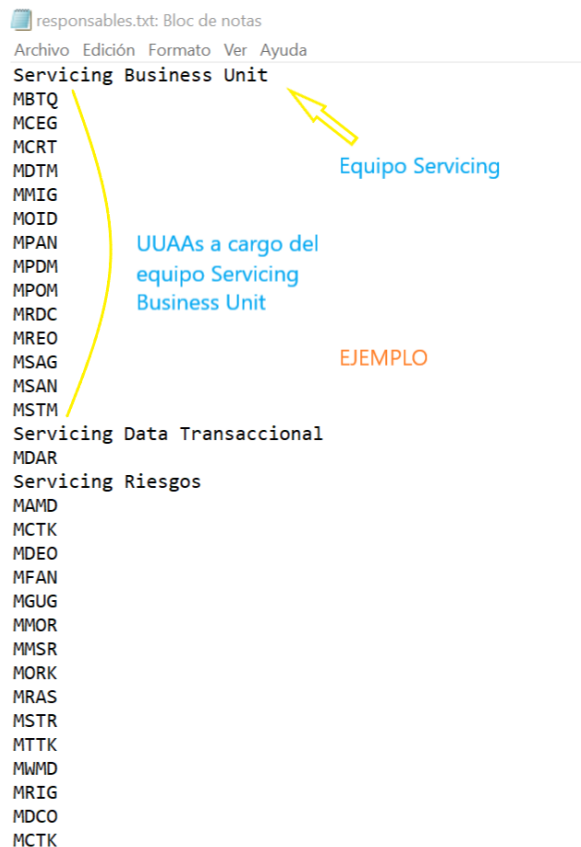 responsables.txt: Bloc de notas
Archivo Edición Formato Ver Ayuda
Servicing Business Unit
MBTQ
MCEG
MCRT
MDTM
MMIG
MOID
MPAN
MPDM
MPOM
MRDC
MREO
MSAG
MSAN
MSTM
Equipo Servicing
UUAAs a cargo del
equipo Servicing
Business Unit
EJEMPLO
Servicing Data Transaccional
MDAR
Servicing Riesgos
MAMD
MCTK
MDEO
MFAN
MGUG
MMOR
MMSR
MORK
MRAS
MSTR
MTTK
MWMD
MRIG
MDCO
MCTK